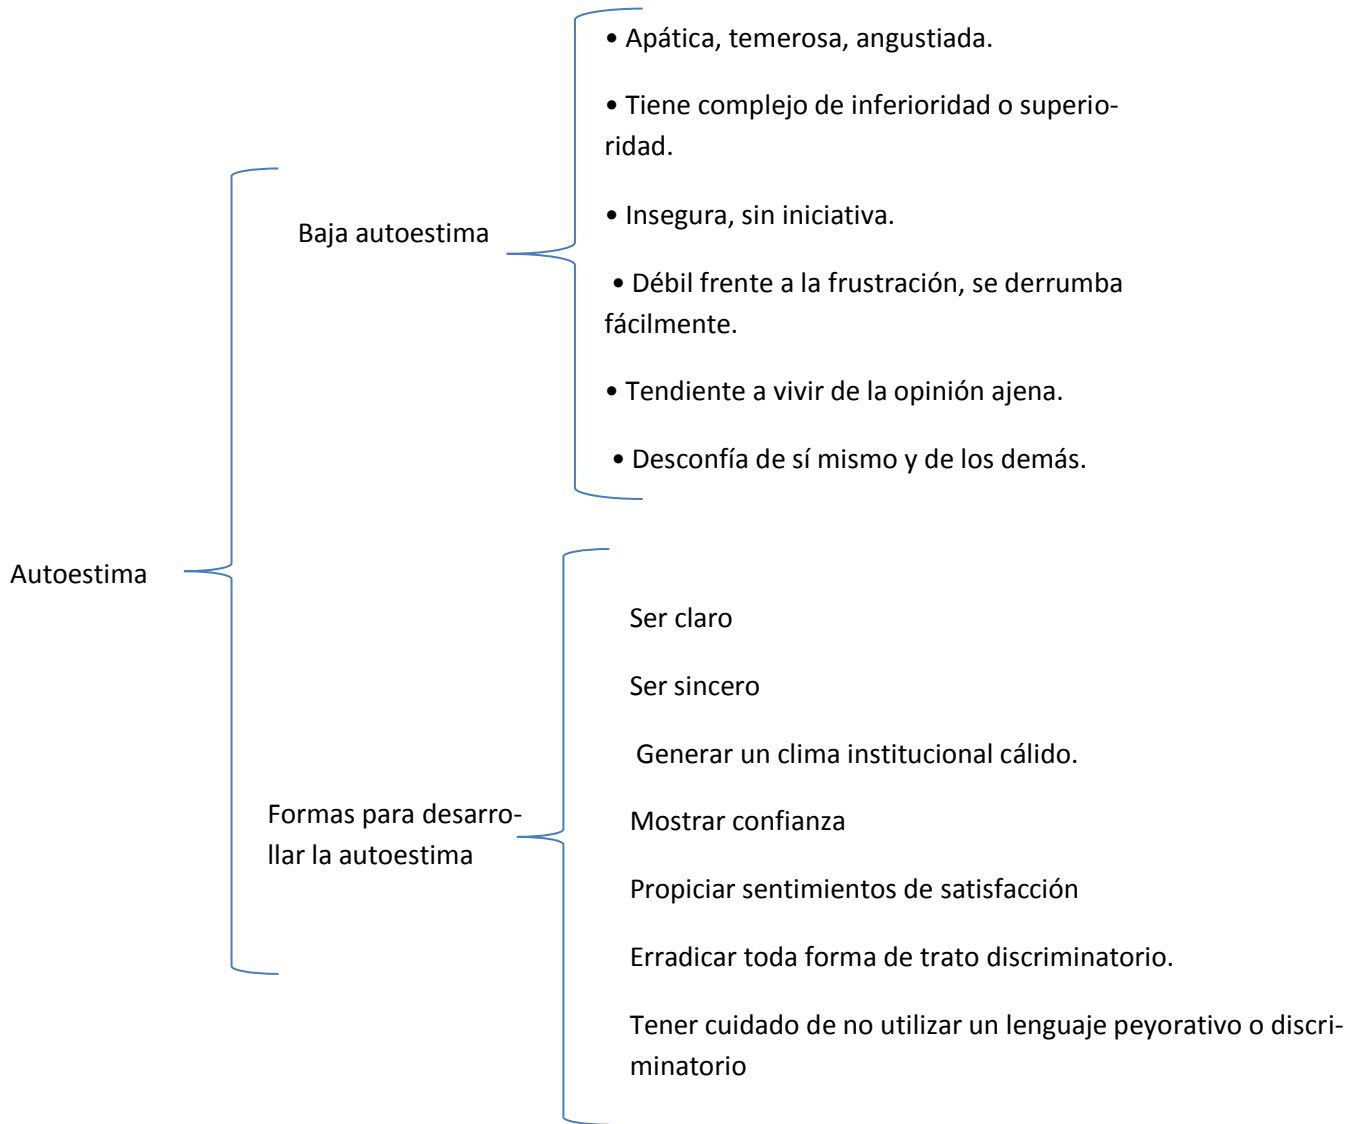 • Apática, temerosa, angustiada.
• Tiene complejo de inferioridad o superio-
ridad.
• Insegura, sin iniciativa.
Baja autoestima
• Débil frente a la frustración, se derrumba
fácilmente.
• Tendiente a vivir de la opinión ajena.
• Desconfía de sí mismo y de los demás.
Autoestima
Ser claro
Ser sincero
Generar un clima institucional cálido.
Formas para desarro-
llar la autoestima
Mostrar confianza
Propiciar sentimientos de satisfacción
Erradicar toda forma de trato discriminatorio.
Tener cuidado de no utilizar un lenguaje peyorativo o discri-
minatorio